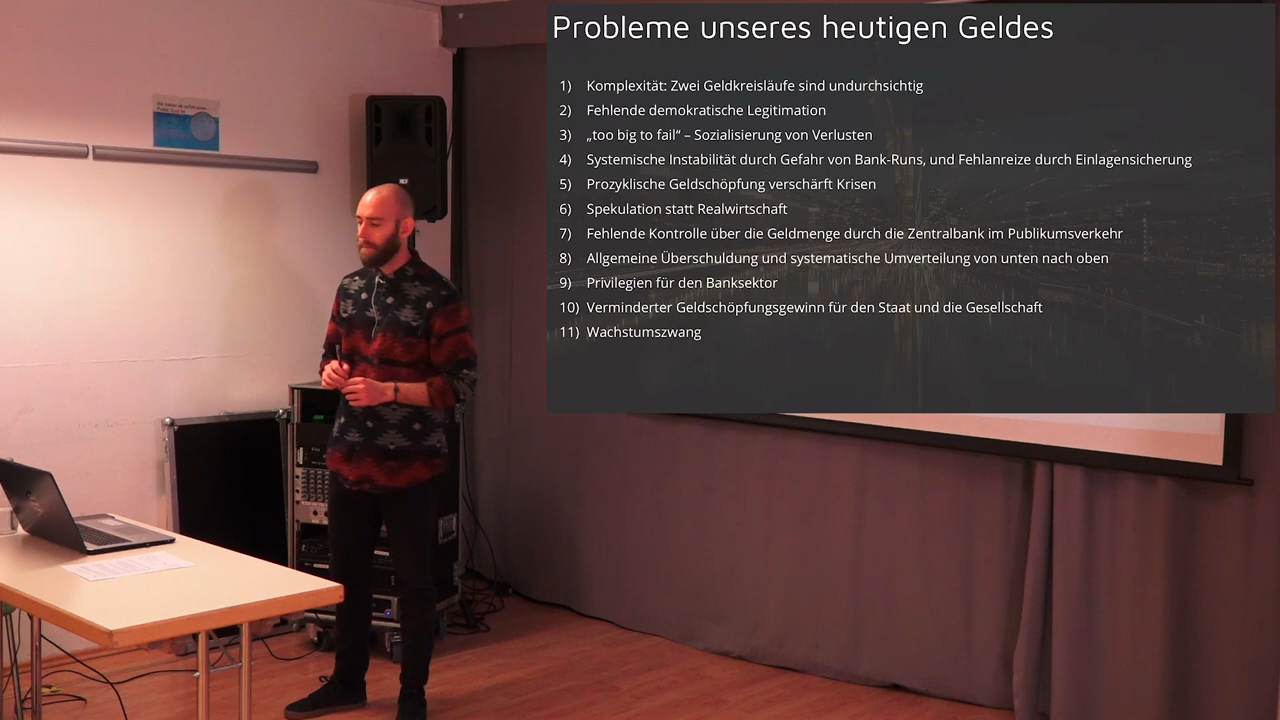 Probleme unseres heutigen Geldes
1) Komplexität: Zwei Geldkreisläufe sind undurchsichtig
2) Fehlende demokratische Legitimation
3) „too big to fail“ – Sozialisierung von Verlusten
4) Systemische Instabilität durch Gefahr von Bank-Runs, und Fehlanreize durch Einlagensicherung
5) Prozyklische Geldschöpfung verschärft Krisen
6) Spekulation statt Realwirtschaft
7) Fehlende Kontrolle über die Geldmenge durch die Zentralbank im Publikumsverkehr
8) Allgemeine Überschuldung und systematische Umverteilung von unten nach oben
9) Privilegien für den Banksektor
10) Verminderter Geldschöpfungsgewinn für den Staat und die Gesellschaft
11) Wachstumszwang